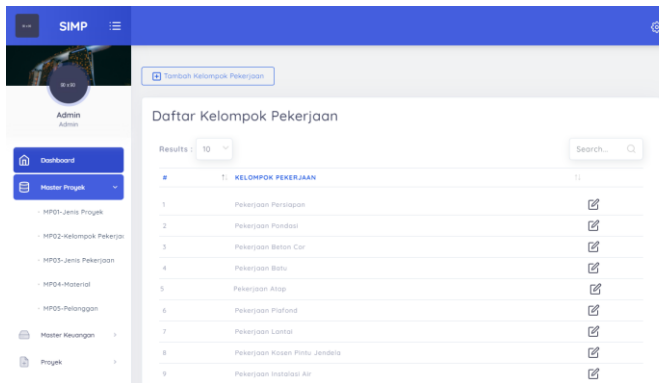 SIMP
90 x 90
Admin
Admin
Dashboard
Master Proyek
- MP01-Jenis Proyek
- MP02-Kelompok Pekerja
- MP03-Jenis Pekerjaan
- MP04-Material
- MP05-Pelanggan
Master Keuangan
Proyek
Tambah Kelompok Pekerjaan
Daftar Kelompok Pekerjaan
Results : 10
Search...
# KELOMPOK PEKERJAAN
1 Pekerjaan Persiapan
2 Pekerjaan Pondasi
3 Pekerjaan Beton Cor
4 Pekerjaan Batu
5 Pekerjaan Atap
6 Pekerjaan Plafond
7 Pekerjaan Lantai
8 Pekerjaan Kosen Pintu Jendela
9 Pekerjaan Instalasi Air